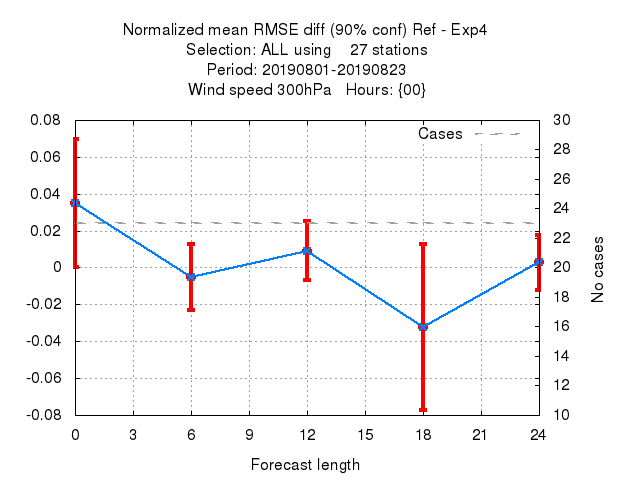 Normalized mean RMSE diff (90% conf) Ref - Exp4
Selection: ALL using    27 stations
Period: 20190801-20190823
Wind speed 300hPa   Hours: {00}
Cases
0.08
0.06
0.04
0.02
0
-0.02
-0.04
-0.06
-0.08
30
28
26
24
22
20
18
16
14
12
10
No cases
0 3 6 9 12 15 18 21 24
Forecast length